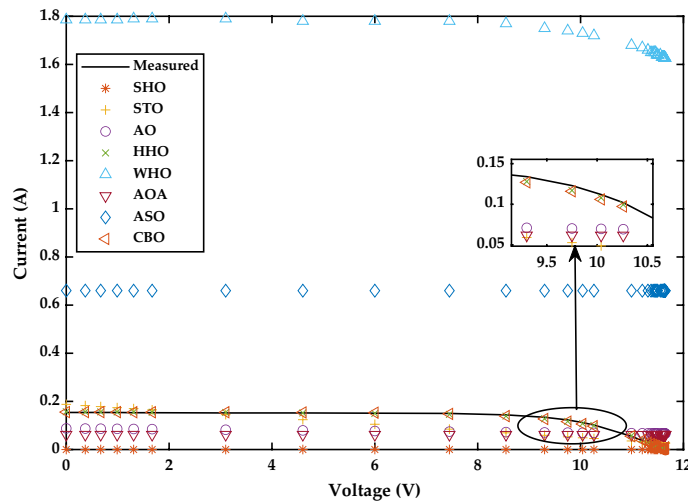 1.8
1.6
1.4
1.2
1
0.8
0.6
0.4
0.2
0
Current (A)
Measured
SHO
STO
AO
HHO
WHO
AOA
ASO
CBO
0.15
0.1
0.05
9.5 10 10.5
0 2 4 6 8 10 12
Voltage (V)